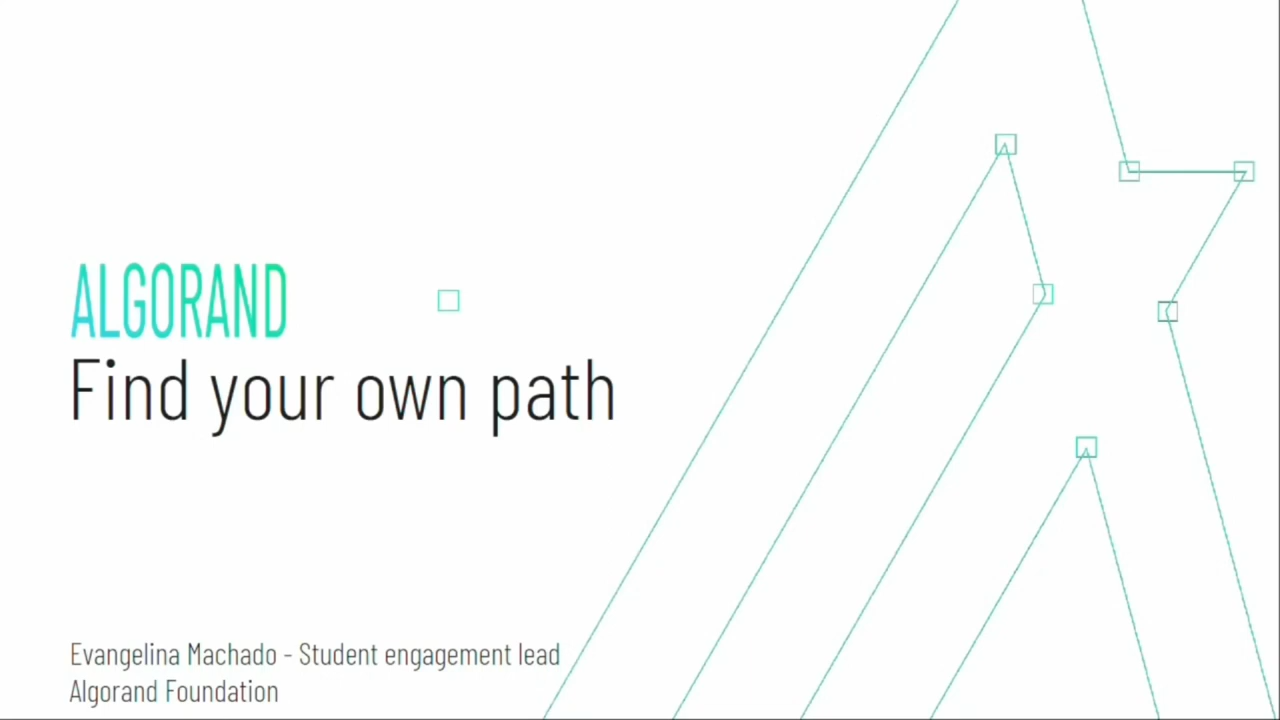 ALGORAND
Find your own path
Evangelina Machado - Student engagement lead
Algorand Foundation